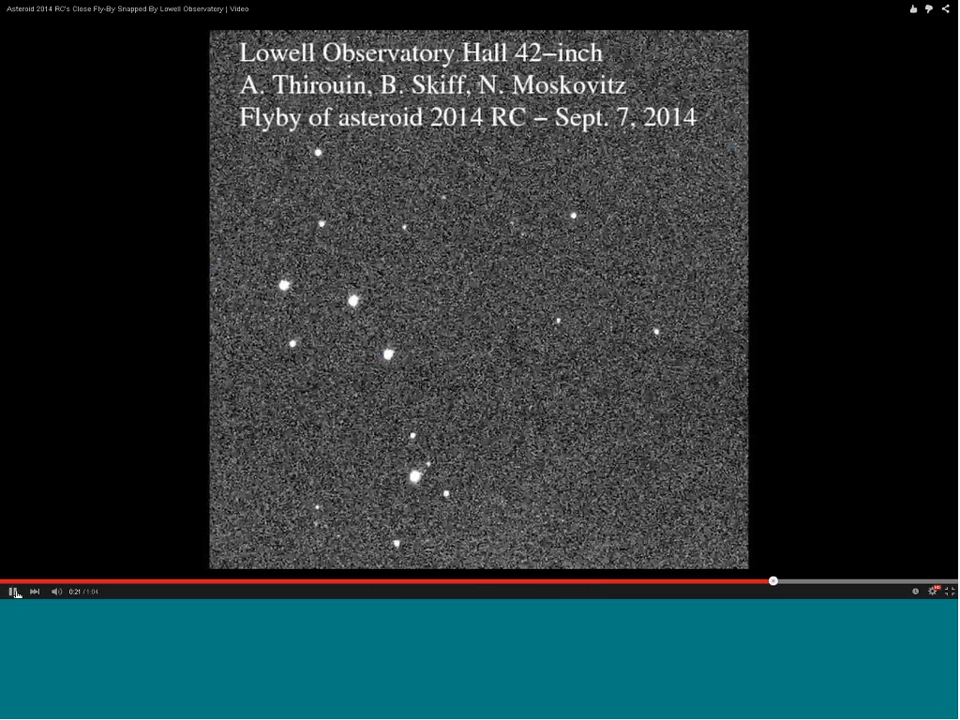 Asteroid 2014 RC's Close Fly-By Snapped By Lowell Observatory | Video
Lowell Observatory Hall 42−inch
A. Thirouin, B. Skiff, N. Moskovitz
Flyby of asteroid 2014 RC − Sept. 7, 2014
0:21 / 1:04